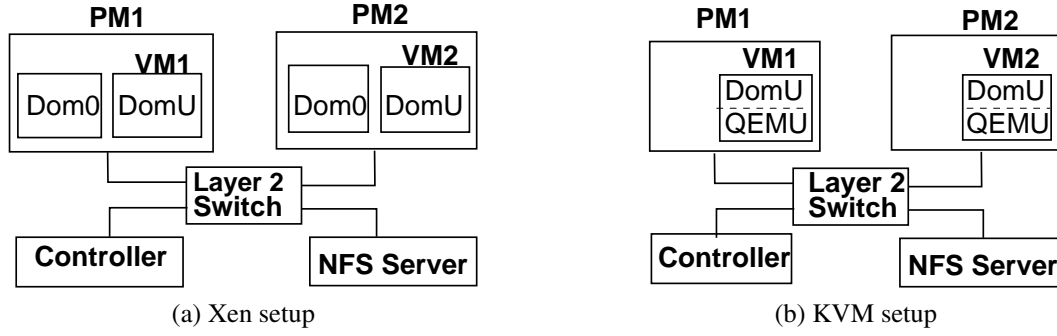 PM1
PM2
VM1
VM2
Dom0
DomU
Dom0
DomU
Layer 2
Switch
Controller
NFS Server
(a) Xen setup
PM1
PM2
VM1
VM2
DomU
QEMU
DomU
QEMU
Layer 2
Switch
Controller
NFS Server
(b) KVM setup